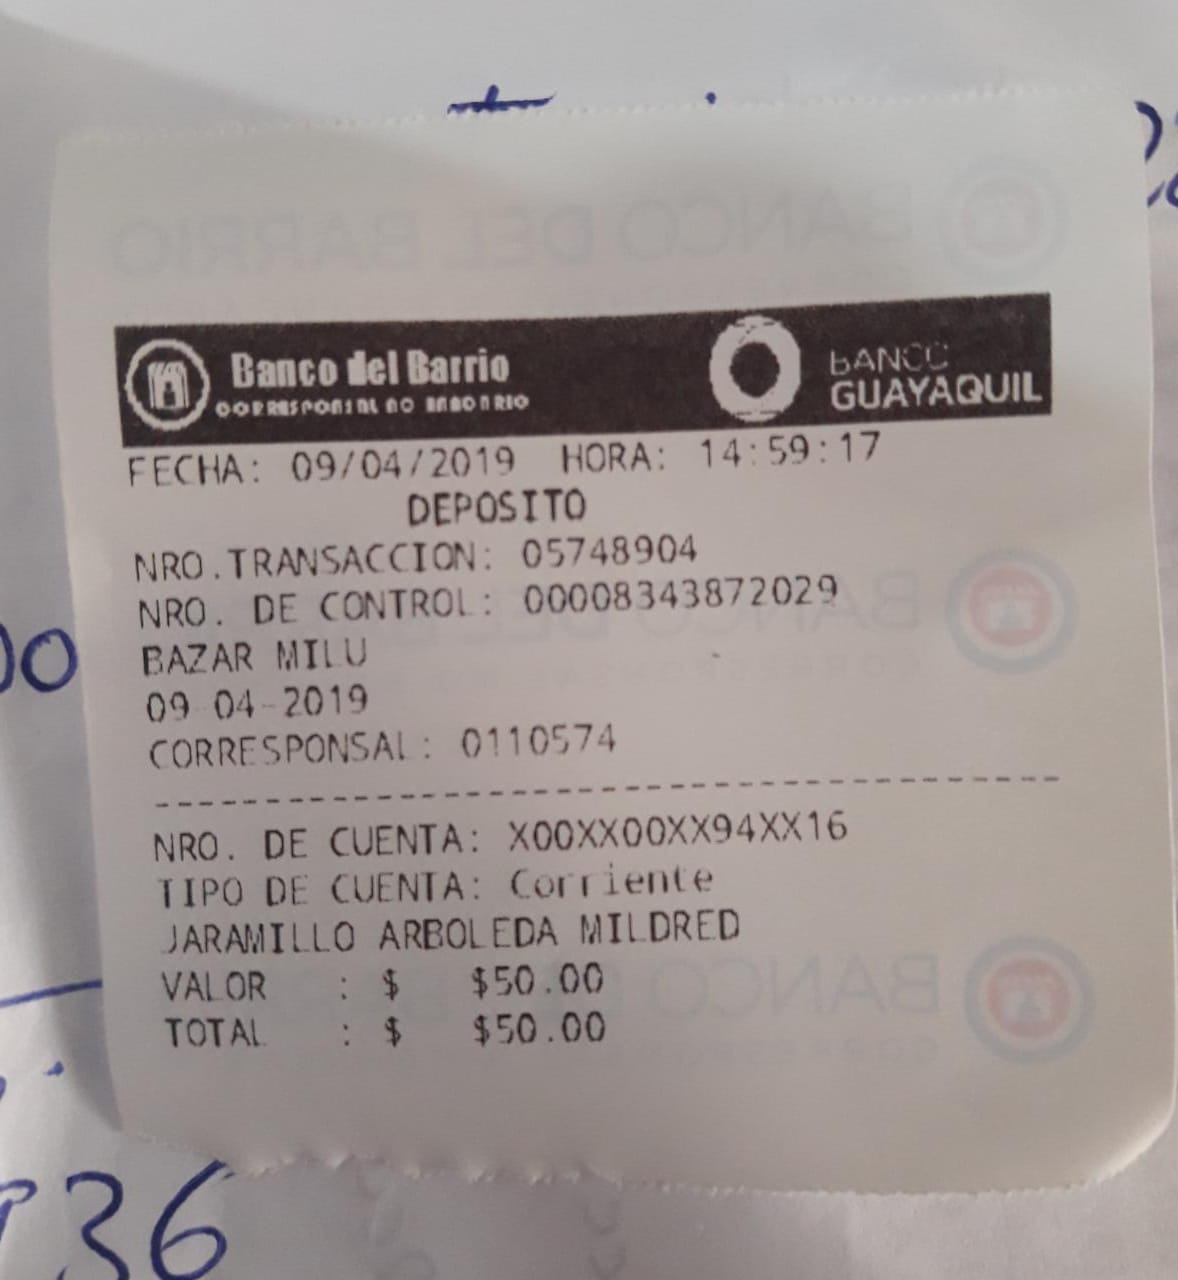 Banco del Barrio
BANCO
GUAYAQUIL
FECHA: 09/04/2019 HORA: 14:59:17
DEPOSITO
NRO.TRANSACCION: 05748904
NRO. DE CONTROL: 00008343872029
BAZAR MILU
09-04-2019
CORRESPONSAL: 0110574
NRO. DE CUENTA: X00XX00XX94XX16
TIPO DE CUENTA: Corriente
JARAMILLO ARBOLEDA MILDRED
VALOR : $ $50.00
TOTAL : $ $50.00
36